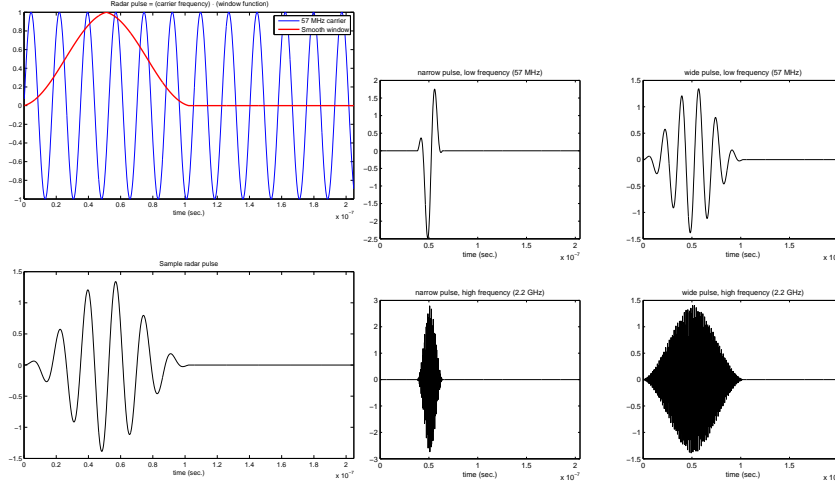 Radar pulse = (carrier frequency) · (window function)
1
0.8
0.6
0.4
0.2
0
−0.2
−0.4
−0.6
−0.8
−1
57 MHz carrier
Smooth window
0 0.2 0.4 0.6 0.8 1 1.2 1.4 1.6 1.8 2
time (sec.)
x 10⁻⁷
Sample radar pulse
1.5
1
0.5
0
−0.5
−1
−1.5
0 0.2 0.4 0.6 0.8 1 1.2 1.4 1.6 1.8 2
time (sec.)
x 10⁻⁷
narrow pulse, low frequency (57 MHz)
2
1.5
1
0.5
0
−0.5
−1
−1.5
−2
−2.5
0 0.5 1 1.5 2
time (sec.)
x 10⁻⁷
wide pulse, low frequency (57 MHz)
1.5
1
0.5
0
−0.5
−1
−1.5
0 0.5 1 1.5
time (sec.)
x 10
narrow pulse, high frequency (2.2 GHz)
3
2
1
0
−1
−2
−3
0 0.5 1 1.5 2
time (sec.)
x 10⁻⁷
wide pulse, high frequency (2.2 GHz)
1.5
1
0.5
0
−0.5
−1
−1.5
0 0.5 1 1.5
time (sec.)
x 10